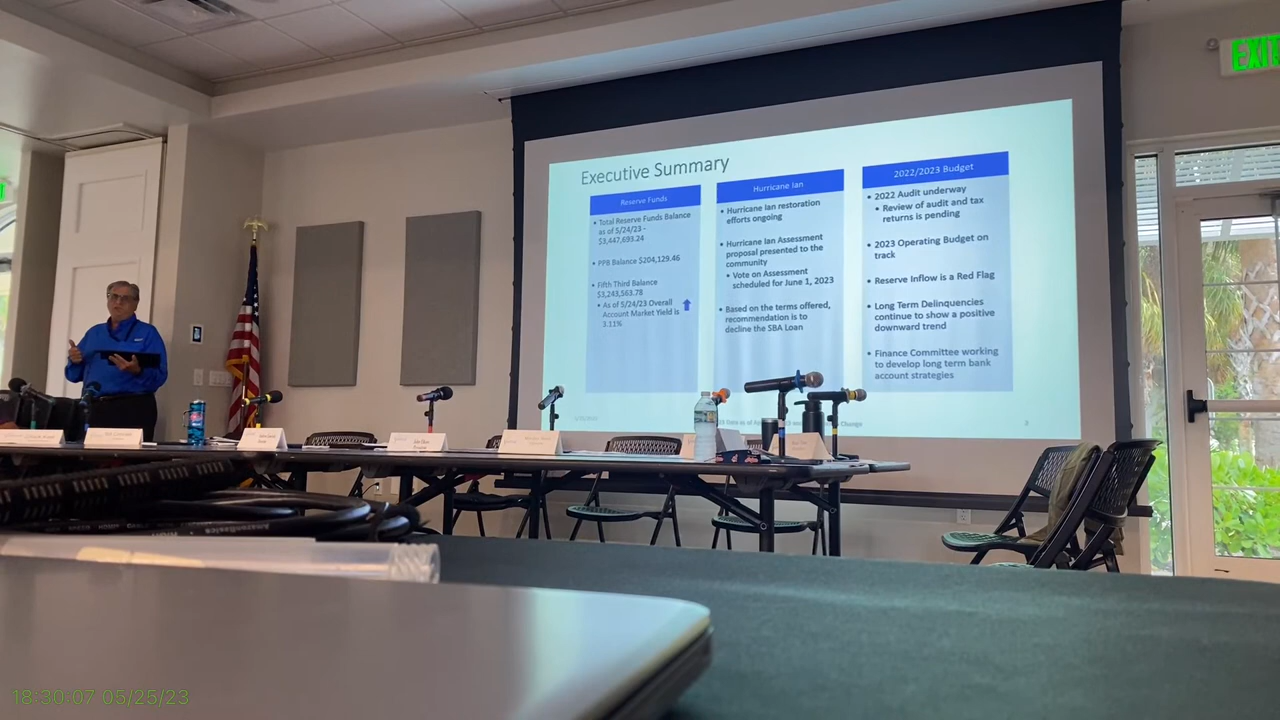 EXIT
Executive Summary
Reserve Funds
• Total Reserve Funds Balance
as of 5/24/23 -
$3,447,693.24
• PPB Balance $204,129.46
• Fifth Third Balance
$3,243,563.78
• As of 5/24/23 Overall
Account Market Yield is
3.11%
Hurricane Ian
• Hurricane Ian restoration
efforts ongoing
• Hurricane Ian Assessment
proposal presented to the
community
• Vote on Assessment
scheduled for June 1, 2023
• Based on the terms offered,
recommendation is to
decline the SBA Loan
2022/2023 Budget
• 2022 Audit underway
• Review of audit and tax
returns is pending
• 2023 Operating Budget on
track
• Reserve Inflow is a Red Flag
• Long Term Delinquencies
continue to show a positive
downward trend
• Finance Committee working
to develop long term bank
account strategies
Change
3
18:30:07 05/25/23